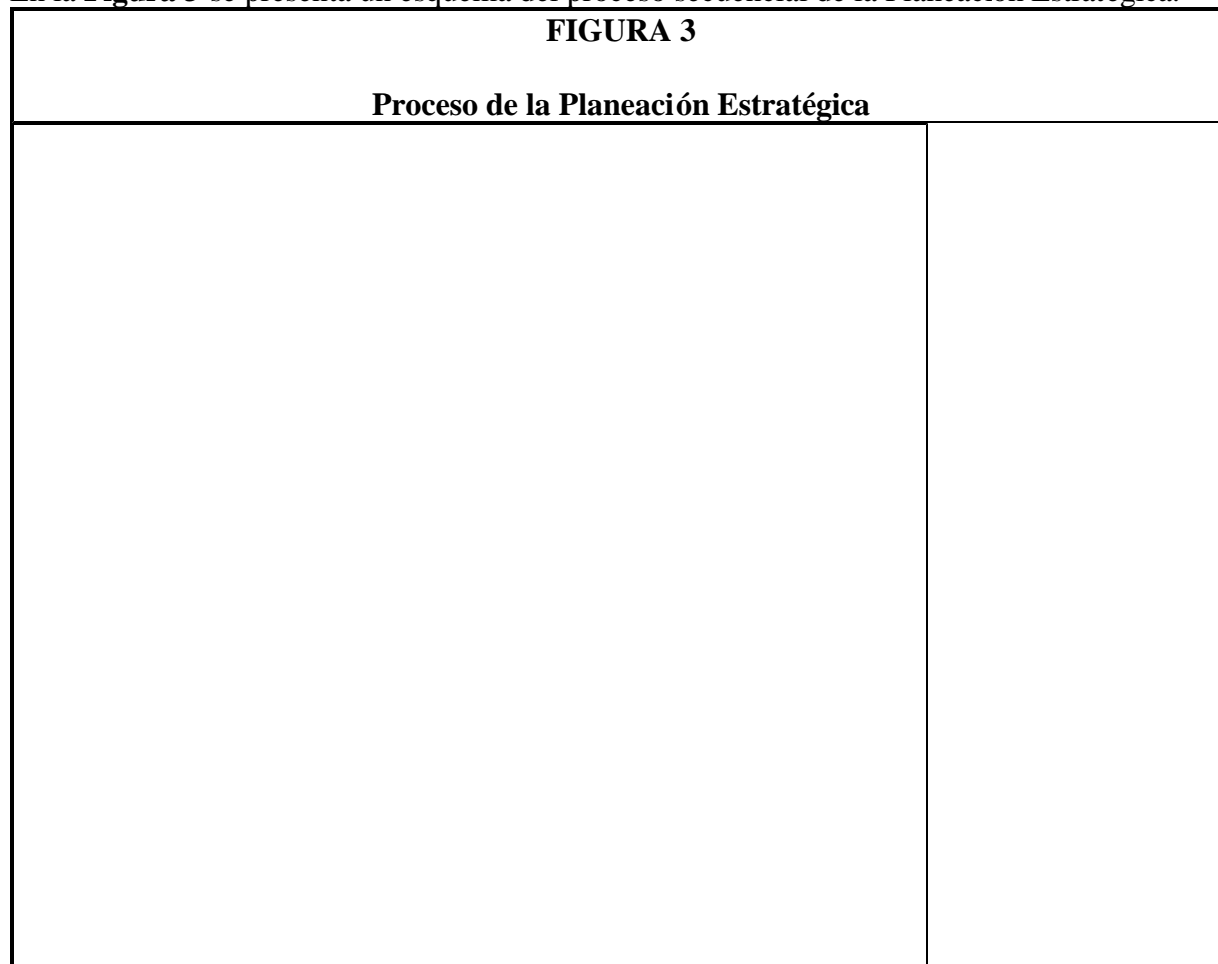 En la Figura 3 se presenta un esquema del proceso secuencial de la Planeación Estratégica.
FIGURA 3
Proceso de la Planeación Estratégica